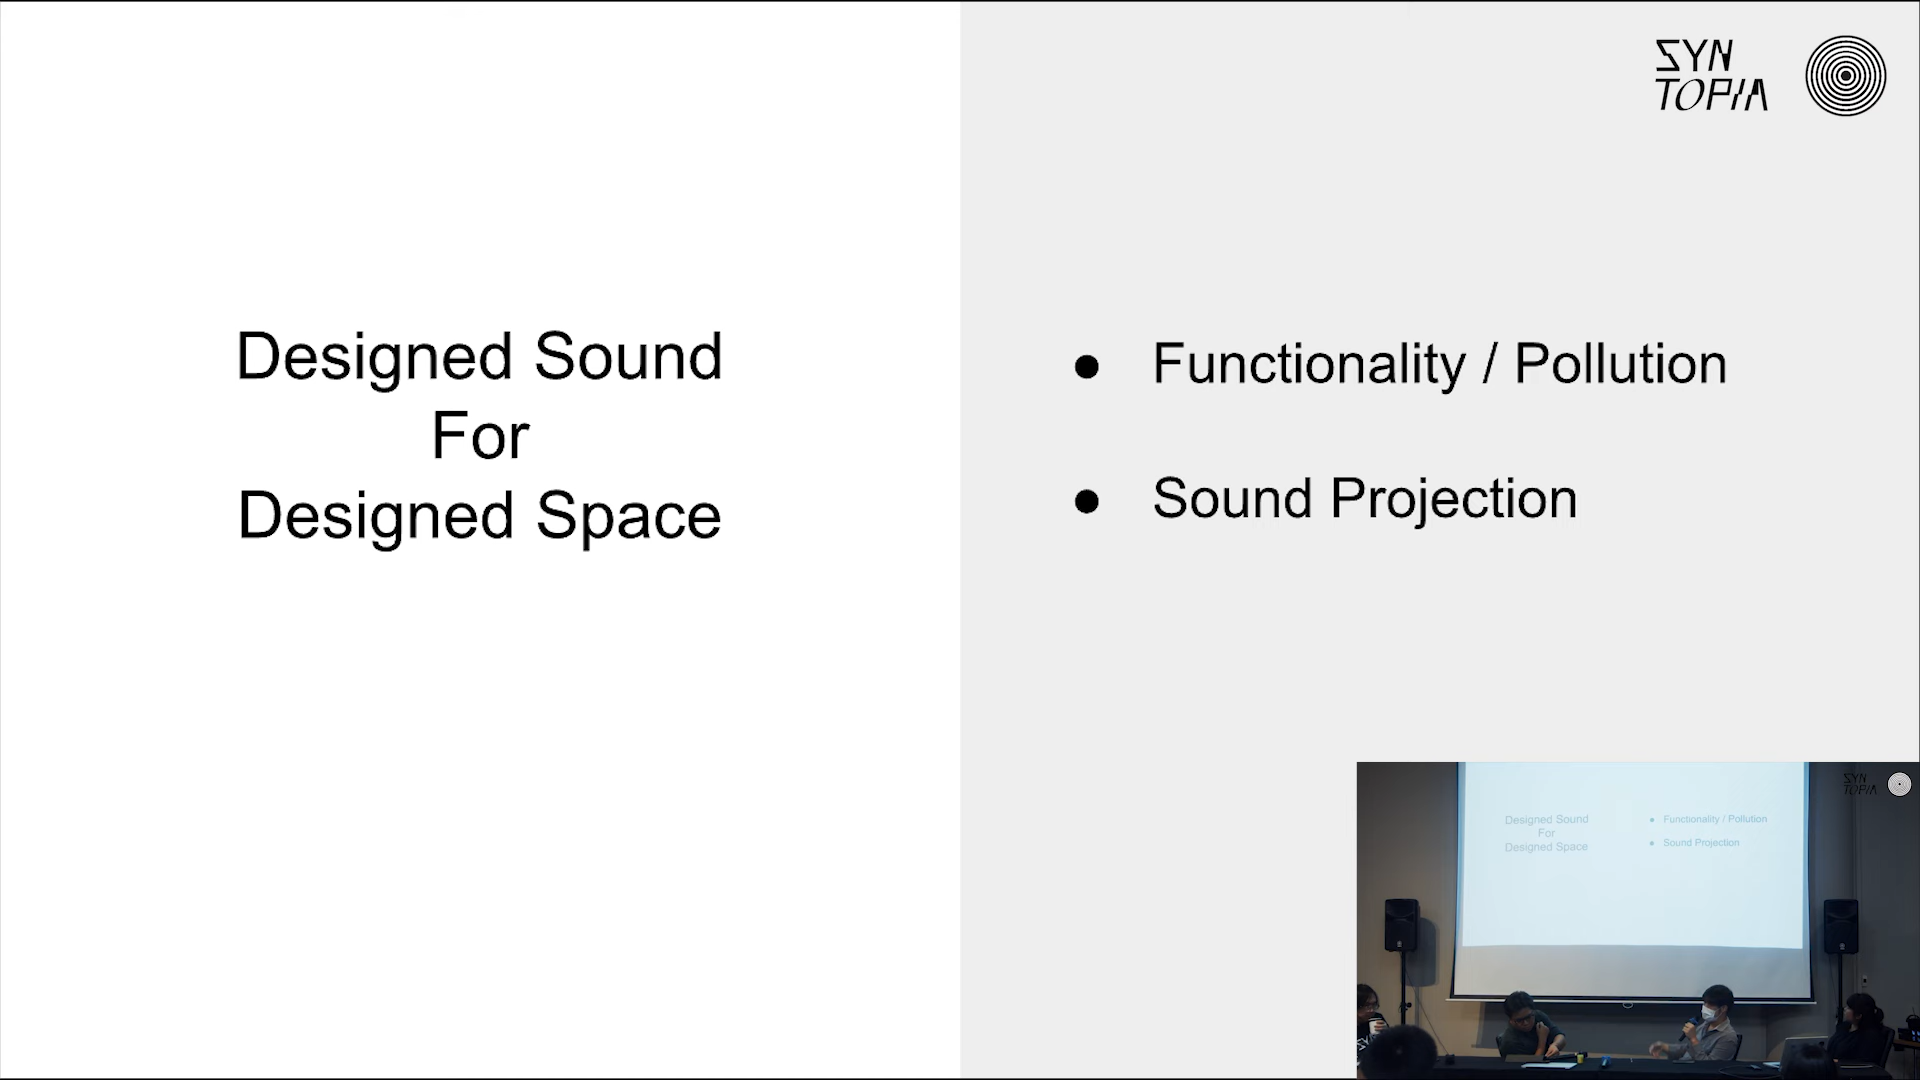 SYN
TOPIA
Designed Sound
For
Designed Space
● Functionality / Pollution
● Sound Projection
SYN
TOPIA
Designed Sound
For
Designed Space
● Functionality / Pollution
● Sound Projection